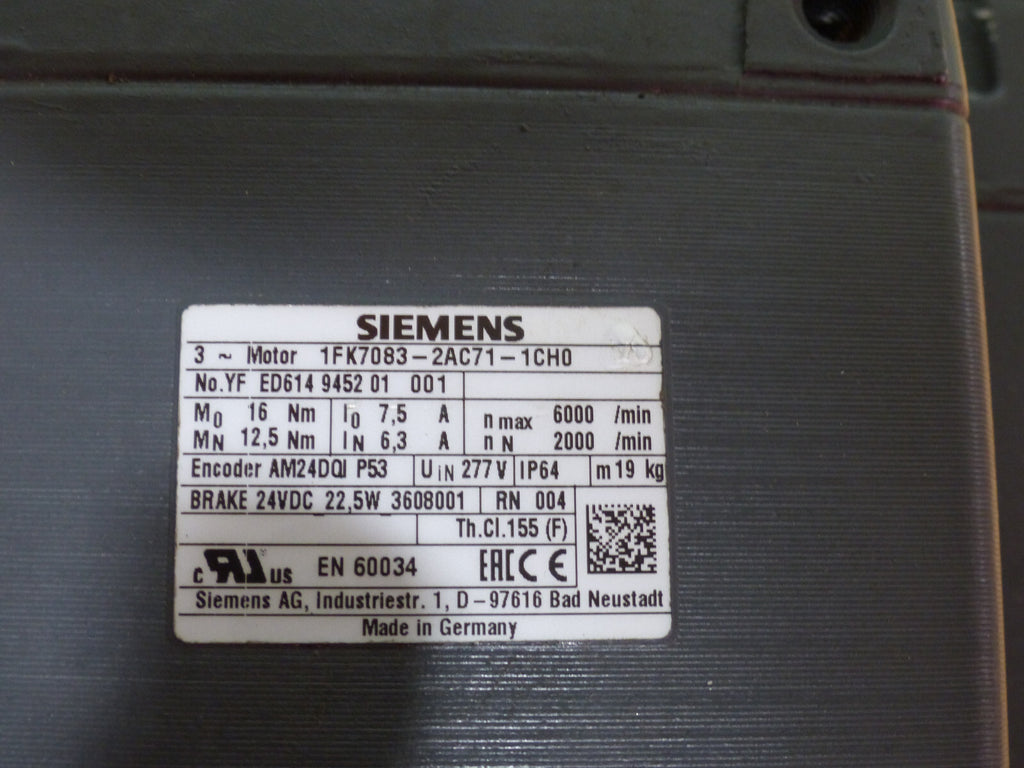 SIEMENS
3 ~ Motor 1FK7083-2AC71-1CH0
No.YF ED614 9452 01 001
M0 16 Nm I0 7,5 A n max 6000 /min
MN 12,5 Nm IN 6,3 A n N 2000 /min
Encoder AM24DQI P53 UIN 277 V IP64 m 19 kg
BRAKE 24VDC 22,5W 3608001 RN 004
Th.Cl.155 (F)
c RU US EN 60034 EAC CE
Siemens AG, Industriestr. 1, D-97616 Bad Neustadt
Made in Germany